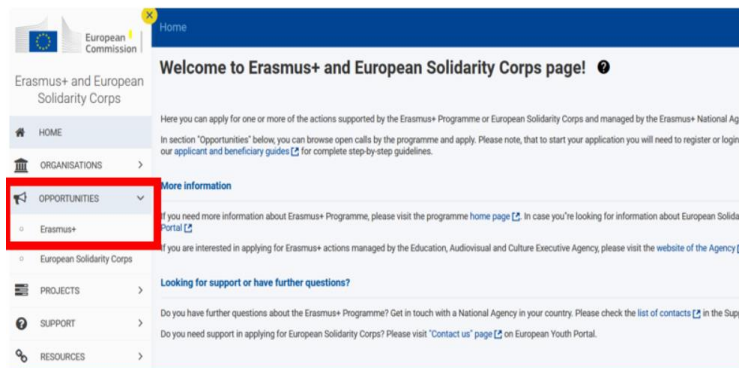 European
Commission
Erasmus+ and European
Solidarity Corps
HOME
ORGANISATIONS
OPPORTUNITIES
Erasmus+
European Solidarity Corps
PROJECTS
SUPPORT
RESOURCES
Home
Welcome to Erasmus+ and European Solidarity Corps page!
Here you can apply for one or more of the actions supported by the Erasmus+ Programme or European Solidarity Corps and managed by the Erasmus+ National Ag
In section "Opportunities" below, you can browse open calls by the programme and apply. Please note, that to start your application you will need to register or login
our applicant and beneficiary guides for complete step-by-step guidelines.
More information
If you need more information about Erasmus+ Programme, please visit the programme home page. In case you're looking for information about European Solida
Portal
If you are interested in applying for Erasmus+ actions managed by the Education, Audiovisual and Culture Executive Agency, please visit the website of the Agency
Looking for support or have further questions?
Do you have further questions about the Erasmus+ Programme? Get in touch with a National Agency in your country. Please check the list of contacts in the Sup
Do you need support in applying for European Solidarity Corps? Please visit "Contact us" page on European Youth Portal.